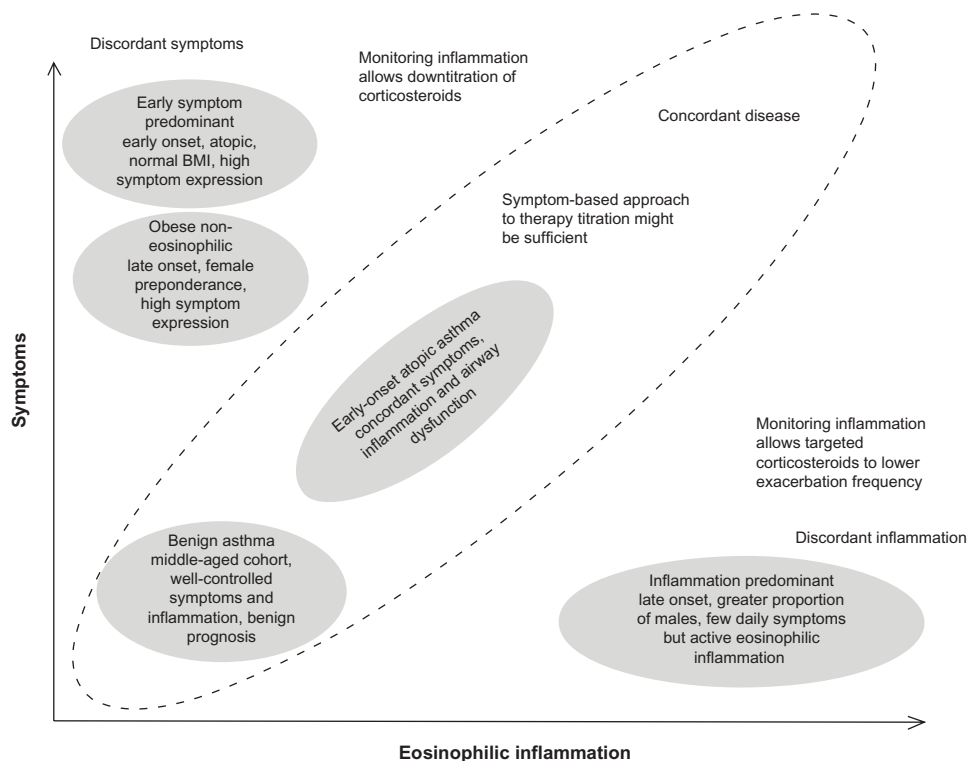 Discordant symptoms
Monitoring inflammation
allows downtitration of
corticosteroids
Early symptom
predominant
early onset, atopic,
normal BMI, high
symptom expression
Concordant disease
Symptom-based approach
to therapy titration might
be sufficient
Obese non-
eosinophilic
late onset, female
preponderance,
high symptom
expression
Early-onset atopic asthma
concordant symptoms,
inflammation and airway
dysfunction
Symptoms
Monitoring inflammation
allows targeted
corticosteroids to lower
exacerbation frequency
Discordant inflammation
Benign asthma
middle-aged cohort,
well-controlled
symptoms and
inflammation, benign
prognosis
Inflammation predominant
late onset, greater proportion
of males, few daily symptoms
but active eosinophilic
inflammation
Eosinophilic inflammation